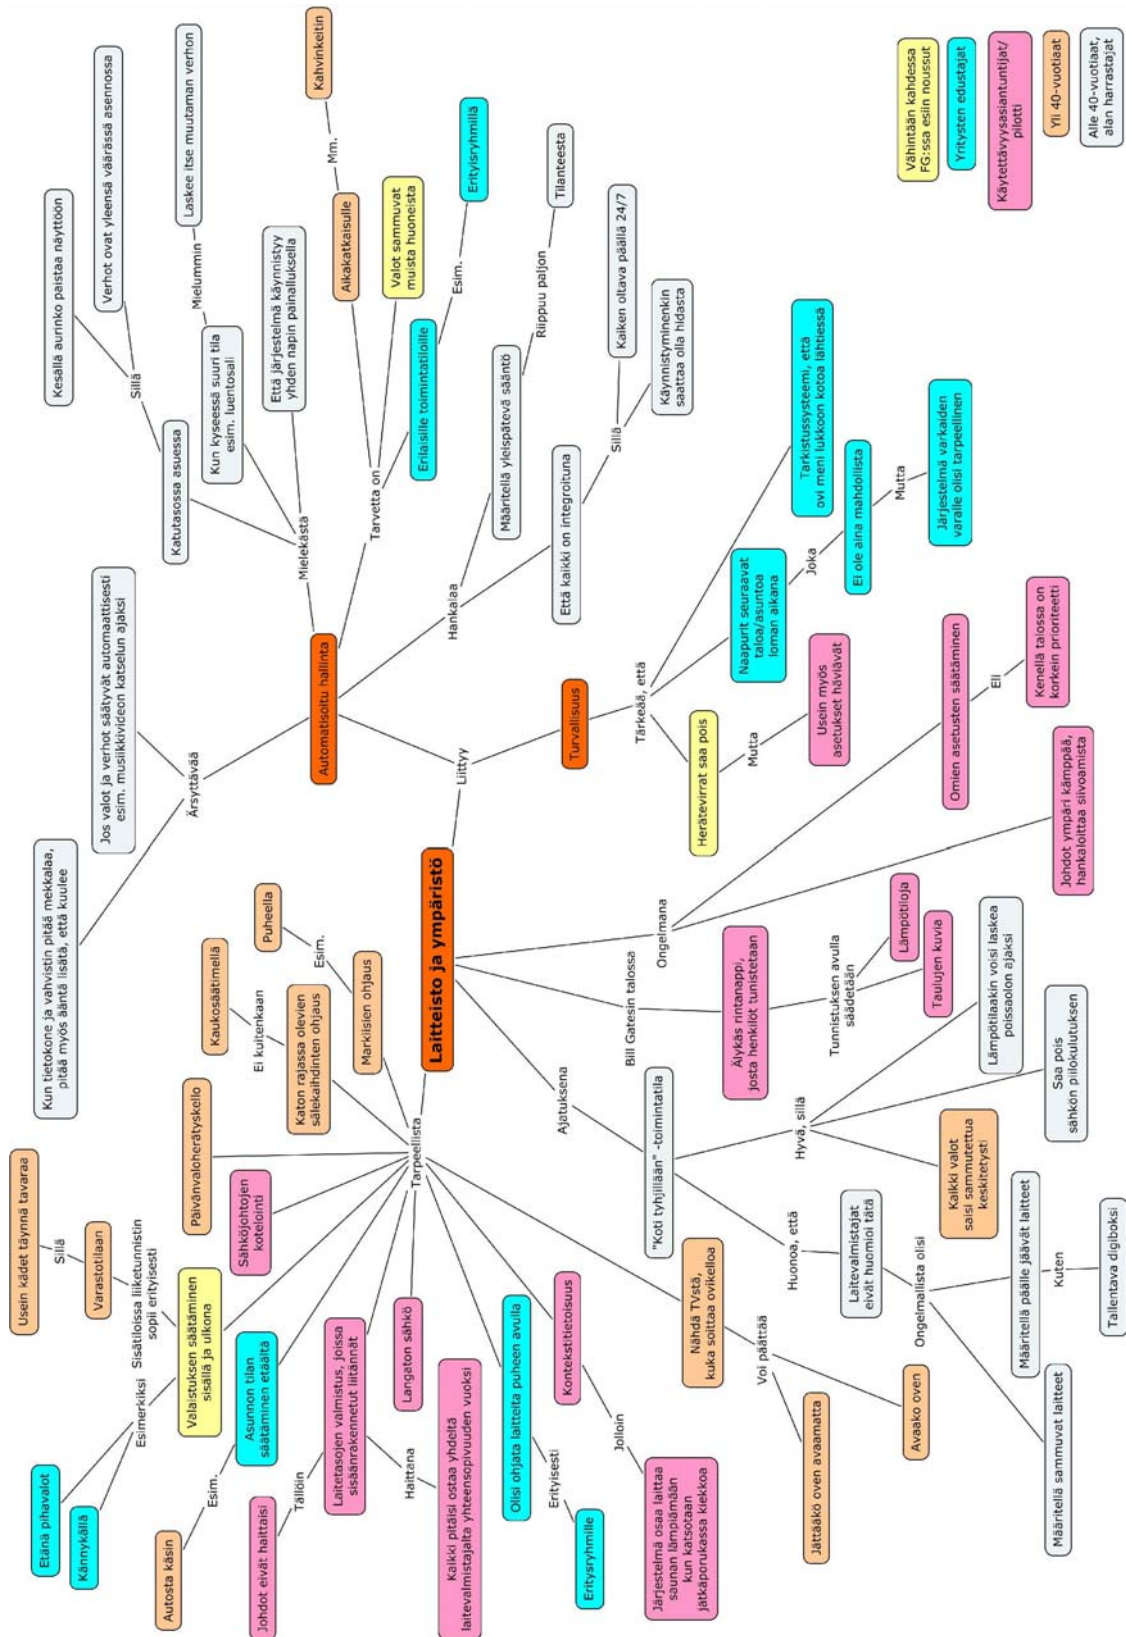 Usein kädet täynnä tavaraa
Sillä
Varastotilaan
Sisätiloissa liiketunnistin
sopii erityisesti
Etänä pihavalot
Kännykällä
Esimerkiksi
Valaistuksen säätäminen
sisällä ja ulkona
Autosta käsin
Esim.
Asunnon tilan
säätäminen etäältä
Johdot eivät haittaisi
Tällöin
Laitetasojen valmistus, joissa
sisäänrakennetut liitännät
Haittana
Kaikki pitäisi ostaa yhdeltä
laitevalmistajalta yhteensopivuuden vuoksi
Langaton sähkö
Olisi ohjata laitteita puheen avulla
Erityisesti
Eritysryhmille
Kontekstitietoisuus
Jolloin
Järjestelmä osaa laittaa
saunan lämpiämään
kun katsotaan
jätkäporukassa kiekkoa
Nähdä TVstä,
kuka soittaa ovikelloa
Voi päättää
Jättääkö oven avaamatta
Avaako oven
Sähköjohtojen
kotelointi
Päivänvaloherätyskello
Kaukosäätimellä
Ei kuitenkaan
Katon rajassa olevien
sälekaihdinten ohjaus
Puheella
Esim.
Markiisien ohjaus
Tarpeellista
Laitteisto ja ympäristö
Kun tietokone ja vahvistin pitää mekkalaa,
pitää myös ääntä lisätä, että kuulee
Jos valot ja verhot säätyvät automaattisesti
esim. musiikkivideon katselun ajaksi
Ärsyttävää
Automatisoitu hallinta
Liittyy
Kesällä aurinko paistaa näyttöön
Verhot ovat yleensä väärässä asennossa
Sillä
Katutasossa asuessa
Laskee itse muutaman verhon
Mielummin
Kun kyseessä suuri tila
esim. luentosali
Että järjestelmä käynnistyy
yhden napin painalluksella
Mielekästä
Kahvinkeitin
Mm.
Aikakatkaisulle
Valot sammuvat
muista huoneista
Tarvetta on
Erilaisille toimintatiloille
Esim.
Erityisryhmillä
Hankalaa
Määritellä yleispätevä sääntö
Riippuu paljon
Tilanteesta
Että kaikki on integroituna
Sillä
Kaiken oltava päällä 24/7
Käynnistyminenkin
saattaa olla hidasta
Turvallisuus
Tärkeää, että
Herätevirrat saa pois
Mutta
Usein myös
asetukset häviävät
Naapurit seuraavat
taloa/asuntoa
loman aikana
Joka
Ei ole aina mahdollista
Mutta
Järjestelmä varkaiden
varalle olisi tarpeellinen
Tarkistussysteemi, että
ovi meni lukkoon kotoa lähtiessä
Ongelmana
Omien asetusten säätäminen
Eli
Kenellä talossa on
korkein prioriteetti
Johdot ympäri kämppää,
hankaloittaa siivoamista
Bill Gatesin talossa
Älykäs rintanappi,
josta henkilöt tunnistetaan
Tunnistuksen avulla
säädetään
Lämpötiloja
Taulujen kuvia
Ajatuksena
"Koti tyhjillään" -toimintatila
Hyvä, sillä
Lämpötilaakin voisi laskea
poissaolon ajaksi
Saa pois
sähkön piilokulutuksen
Kaikki valot
saisi sammutettua
keskitetysti
Huonoa, että
Laitevalmistajat
eivät huomioi tätä
Ongelmallista olisi
Määritellä päälle jäävät laitteet
Kuten
Tallentava digiboksi
Määritellä sammuvat laitteet
Vähintään kahdessa
FG:ssa esiin noussut
Yritysten edustajat
Käytettävyysasiantuntijat/
pilotti
Yli 40-vuotiaat
Alle 40-vuotiaat,
alan harrastajat